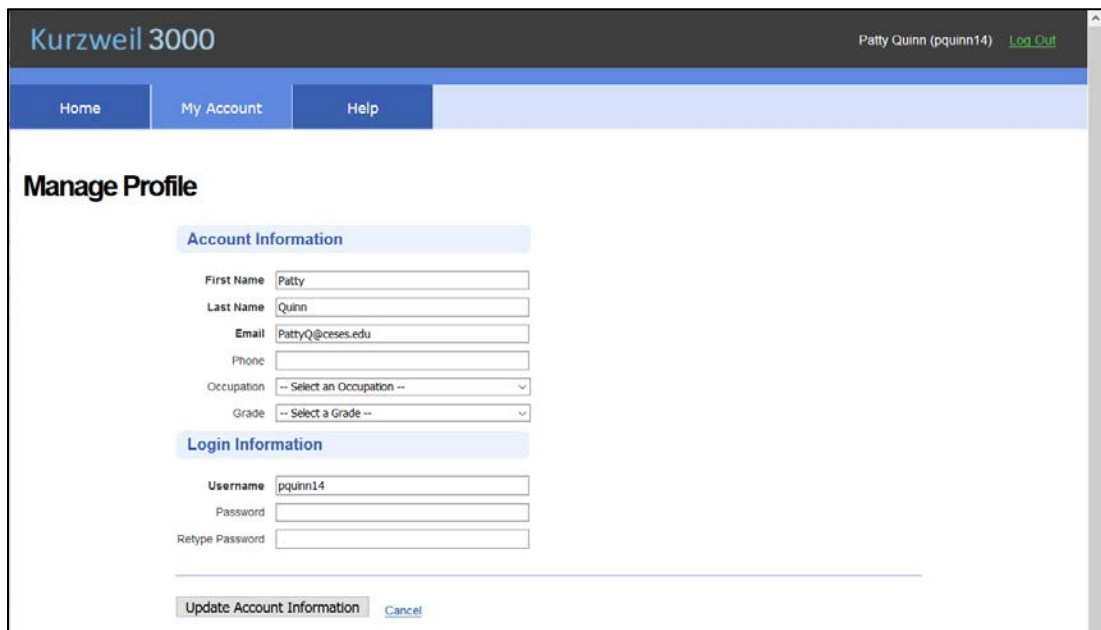 Kurzweil 3000
Patty Quinn (pquinn14) Log Out
Home My Account Help
Manage Profile
Account Information
First Name Patty
Last Name Quinn
Email PattyQ@ceses.edu
Phone
Occupation -- Select an Occupation --
Grade -- Select a Grade --
Login Information
Username pquinn14
Password
Retype Password
Update Account Information Cancel